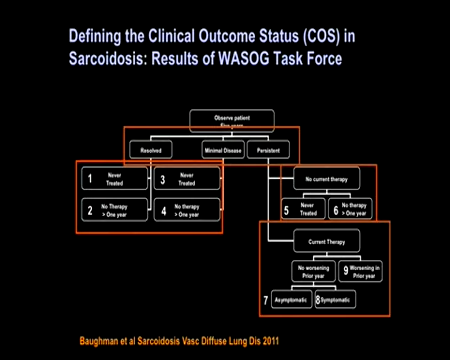 Defining the Clinical Outcome Status (COS) in
Sarcoidosis: Results of WASOG Task Force
Observe patient
Five years
Resolved
Minimal Disease
Persistent
1 Never
Treated
3 Never
Treated
2 No Therapy
> One year
4 No therapy
> One year
No current therapy
5 Never
Treated
6 No therapy
> One year
Current Therapy
No worsening
Prior year
9 Worsening in
Prior year
7 Asymptomatic
8 Symptomatic
Baughman et al Sarcoidosis Vasc Diffuse Lung Dis 2011